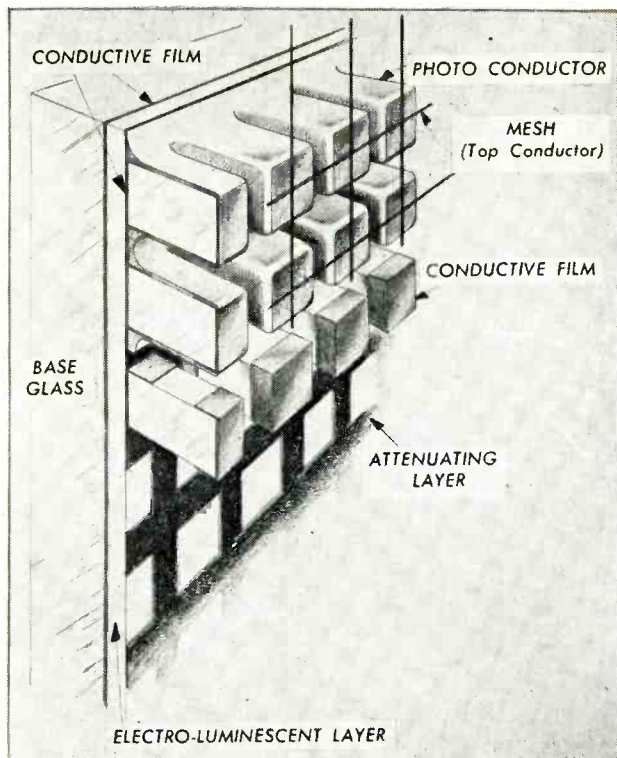 CONDUCTIVE FILM
PHOTO CONDUCTOR
MESH
(Top Conductor)
CONDUCTIVE FILM
BASE
GLASS
ATTENUATING
LAYER
ELECTRO-LUMINESCENT LAYER